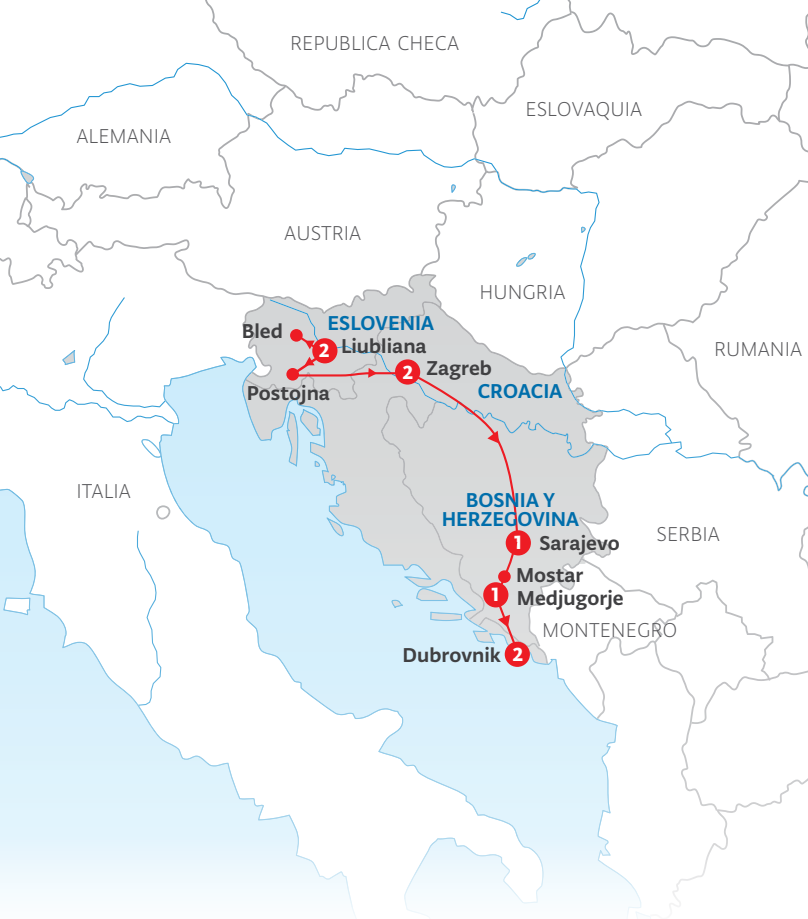 REPUBLICA CHECA
ESLOVAQUIA
ALEMANIA
AUSTRIA
HUNGRIA
ESLOVENIA
Bled
2
Liubliana
RUMANIA
2
Zagreb
Postojna
CROACIA
ITALIA
BOSNIA Y
HERZEGOVINA
SERBIA
1
Sarajevo
Mostar
1
Medjugorje
MONTENEGRO
Dubrovnik
2